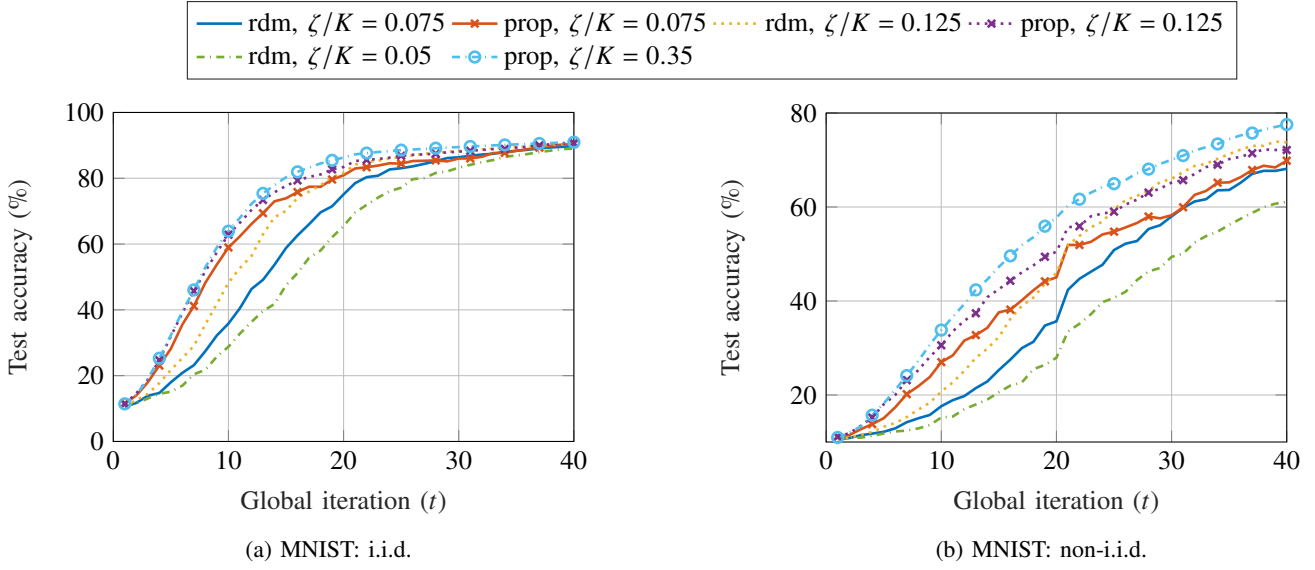 rdm, ζ/K = 0.075 prop, ζ/K = 0.075 rdm, ζ/K = 0.125 prop, ζ/K = 0.125
rdm, ζ/K = 0.05 prop, ζ/K = 0.35
100
80
60
40
20
0
0 10 20 30 40
Test accuracy (%)
Global iteration (t)
(a) MNIST: i.i.d.
80
60
40
20
0 10 20 30 40
Test accuracy (%)
Global iteration (t)
(b) MNIST: non-i.i.d.